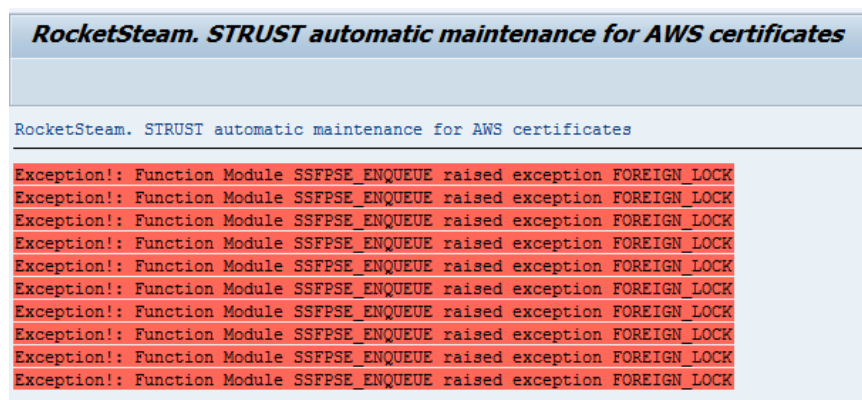 RocketSteam. STRUST automatic maintenance for AWS certificates
RocketSteam. STRUST automatic maintenance for AWS certificates
Exception!: Function Module SSFPSE_ENQUEUE raised exception FOREIGN_LOCK
Exception!: Function Module SSFPSE_ENQUEUE raised exception FOREIGN_LOCK
Exception!: Function Module SSFPSE_ENQUEUE raised exception FOREIGN_LOCK
Exception!: Function Module SSFPSE_ENQUEUE raised exception FOREIGN_LOCK
Exception!: Function Module SSFPSE_ENQUEUE raised exception FOREIGN_LOCK
Exception!: Function Module SSFPSE_ENQUEUE raised exception FOREIGN_LOCK
Exception!: Function Module SSFPSE_ENQUEUE raised exception FOREIGN_LOCK
Exception!: Function Module SSFPSE_ENQUEUE raised exception FOREIGN_LOCK
Exception!: Function Module SSFPSE_ENQUEUE raised exception FOREIGN_LOCK
Exception!: Function Module SSFPSE_ENQUEUE raised exception FOREIGN_LOCK